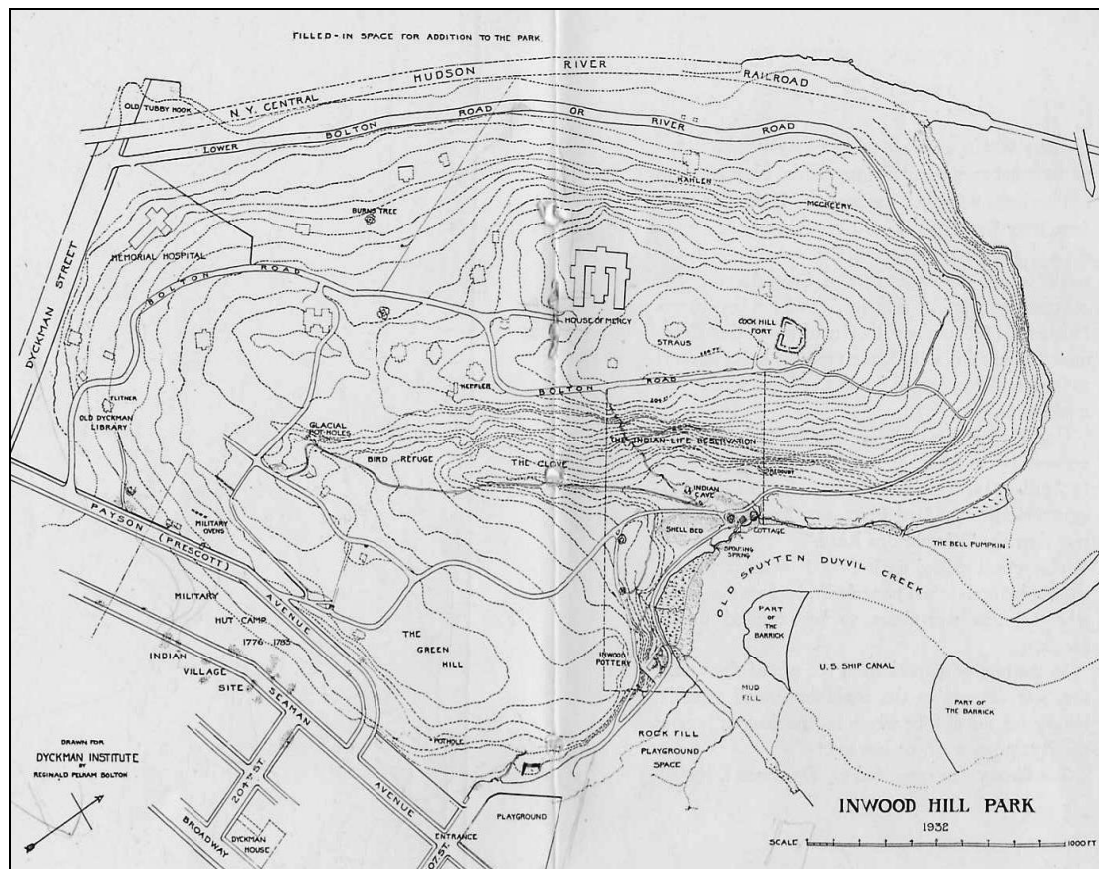 FILLED-IN SPACE FOR ADDITION TO THE PARK.
HUDSON RIVER RAILROAD
N.Y. CENTRAL
OLD TUBBY HOOK
LOWER BOLTON ROAD OR RIVER ROAD
KAHLEN
McCREERY
BURNS TREE
MEMORIAL HOSPITAL
BOLTON ROAD
DYCKMAN STREET
HOUSE OF MERCY
COCK HILL
FORT
STRAUS
HEPPLER
BOLTON ROAD
FLITNER
OLD DYCKMAN
LIBRARY
GLACIAL
POT-HOLES
THE INDIAN LIFE RESERVATION
BIRD REFUGE
THE CLOVE
INDIAN
CAVE
SHELL BED
COTTAGE
SPOUTING
SPRING
THE BELL PUMPKIN
MILITARY
OVENS
PAYSON
(PRESCOTT)
AVENUE
OLD SPUYTEN DUYVIL CREEK
PART
OF THE
BARRICK
U.S. SHIP CANAL
PART OF
THE BARRICK
MUD
FILL
MILITARY
HUT CAMP
1776-1783
THE
GREEN
HILL
INWOOD
POTTERY
INDIAN
VILLAGE
SITE
SEAMAN
AVENUE
POTHOLE
ROCK FILL
PLAYGROUND
SPACE
DRAWN FOR
DYCKMAN INSTITUTE
BY
REGINALD PELHAM BOLTON
204TH ST.
BROADWAY
DYCKMAN
HOUSE
ENTRANCE
07. ST.
PLAYGROUND
INWOOD HILL PARK
1932
SCALE 1000 FT